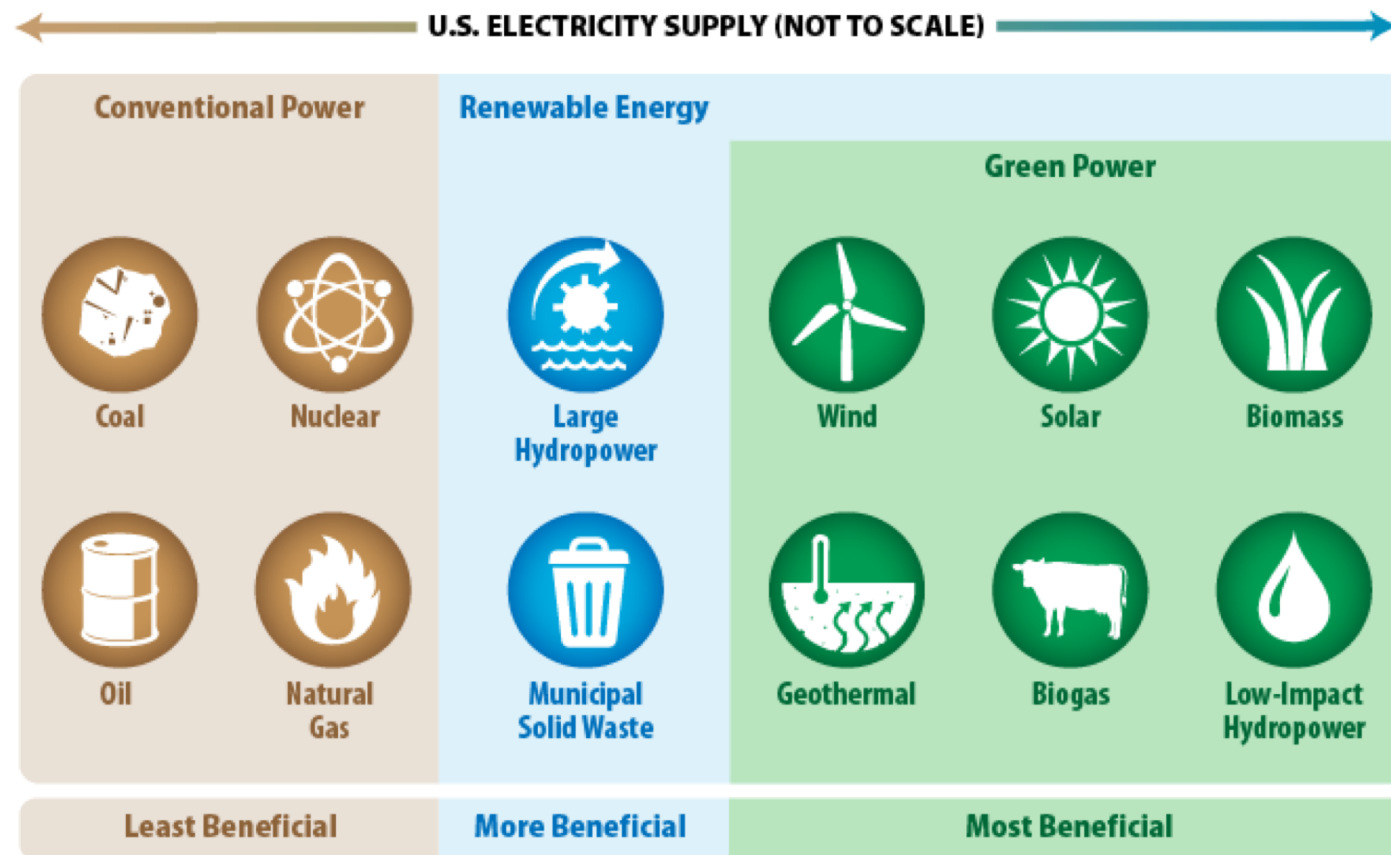 U.S. ELECTRICITY SUPPLY (NOT TO SCALE)
Conventional Power
Renewable Energy
Green Power
Coal
Nuclear
Large
Hydropower
Wind
Solar
Biomass
Oil
Natural
Gas
Municipal
Solid Waste
Geothermal
Biogas
Low-Impact
Hydropower
Least Beneficial
More Beneficial
Most Beneficial